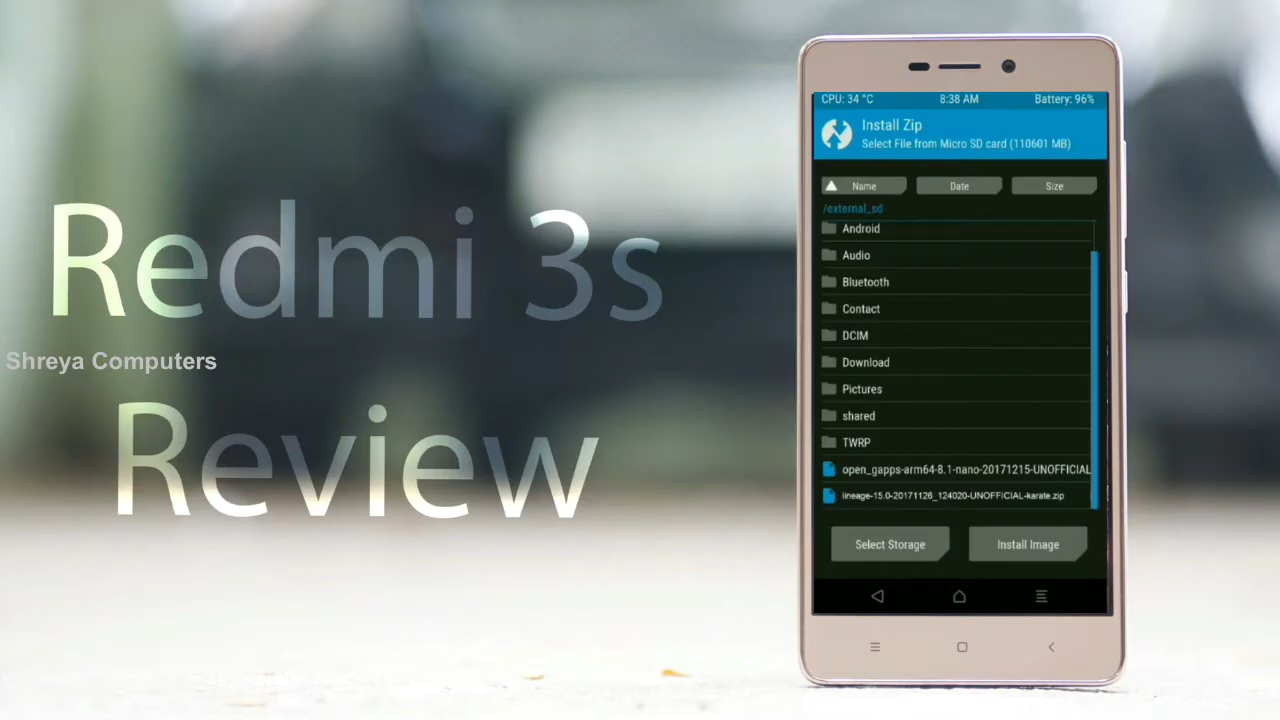 Redmi 3s
Shreya Computers
Review
CPU: 34 °C 8:38 AM Battery: 96%
Install Zip
Select File from Micro SD card (110601 MB)
Name Date Size
/external_sd
Android
Audio
Bluetooth
Contact
DCIM
Download
Pictures
shared
TWRP
open_gapps-arm64-8.1-nano-20171215-UNOFFICIAL
lineage-15.0-20171126_124020-UNOFFICIAL-karate.zip
Select Storage Install Image